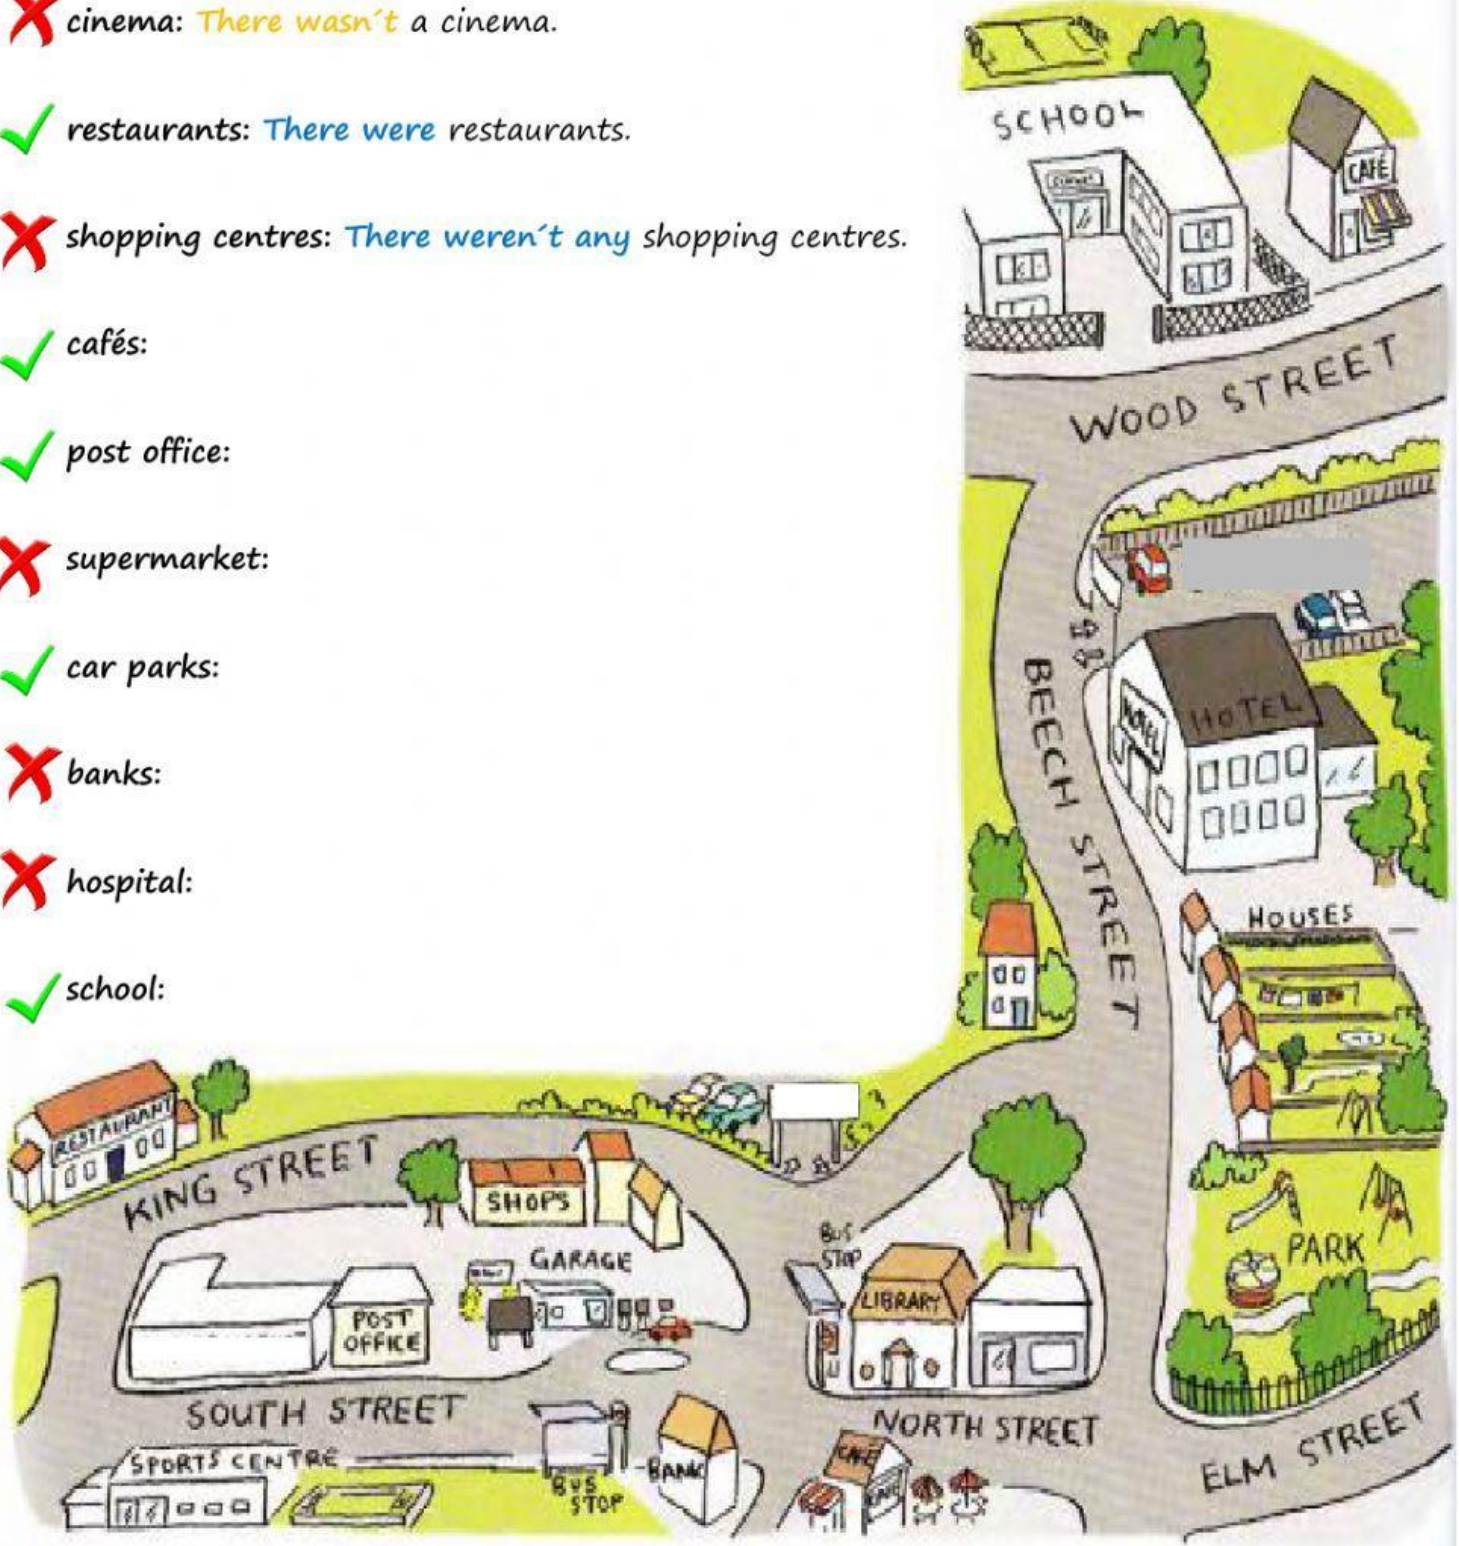 cinema: There wasn´t a cinema.
restaurants: There were restaurants.
shopping centres: There weren´t any shopping centres.
cafés:
post office:
supermarket:
car parks:
banks:
hospital:
school:
SCHOOL
CAFÉ
WOOD STREET
HOTEL
HOTEL
BEECH STREET
HOUSES
RESTAURANT
KING STREET
SHOPS
GARAGE
BUS
STOP
LIBRARY
PARK
POST
OFFICE
SOUTH STREET
NORTH STREET
ELM STREET
SPORTS CENTRE
BUS
STOP
BANK
CAFÉ
CAFÉ